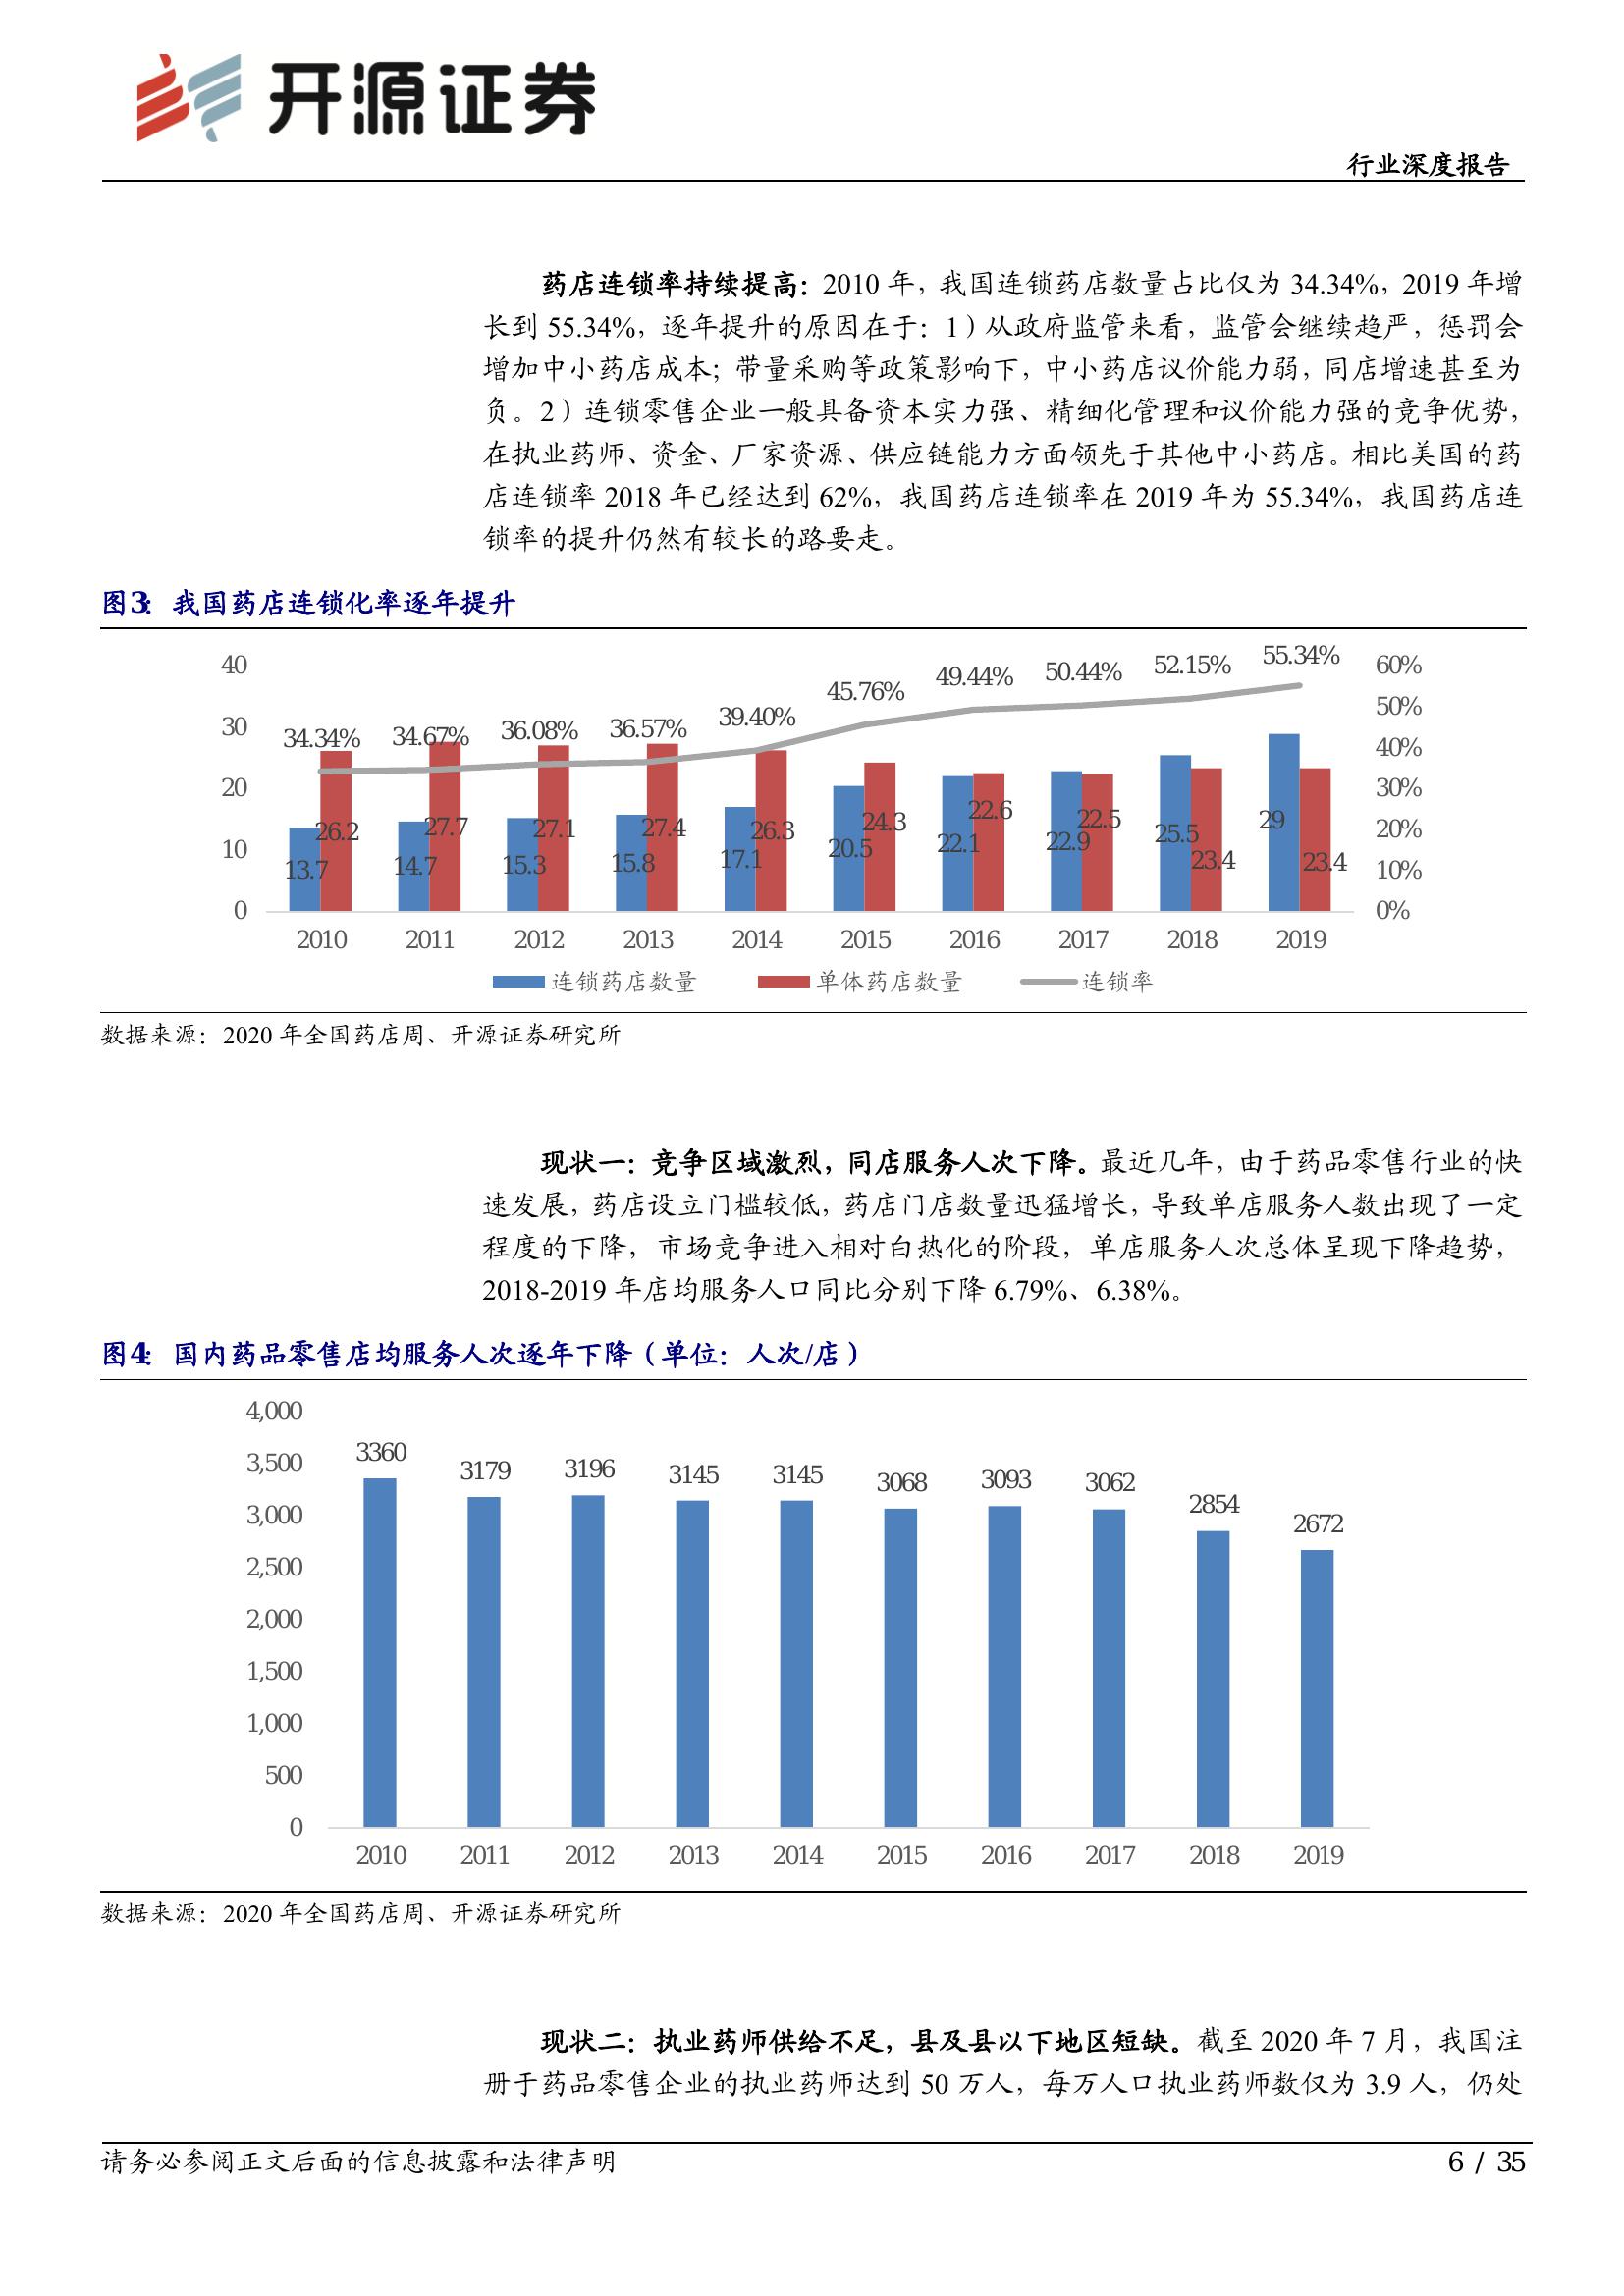 开源证券
行业深度报告
药店连锁率持续提高：2010 年，我国连锁药店数量占比仅为 34.34%，2019 年增
长到 55.34%，逐年提升的原因在于：1）从政府监管来看，监管会继续趋严，惩罚会
增加中小药店成本；带量采购等政策影响下，中小药店议价能力弱，同店增速甚至为
负。2）连锁零售企业一般具备资本实力强、精细化管理和议价能力强的竞争优势，
在执业药师、资金、厂家资源、供应链能力方面领先于其他中小药店。相比美国的药
店连锁率 2018 年已经达到 62%，我国药店连锁率在 2019 年为 55.34%，我国药店连
锁率的提升仍然有较长的路要走。
图3： 我国药店连锁化率逐年提升
40
30
20
10
0
34.34% 34.67% 36.08% 36.57% 39.40% 45.76% 49.44% 50.44% 52.15% 55.34%
26.2 27.7 27.1 27.4 26.3 24.3 22.6 22.5 23.4 23.4
13.7 14.7 15.3 15.8 17.1 20.5 22.1 22.9 25.5 29
60%
50%
40%
30%
20%
10%
0%
2010 2011 2012 2013 2014 2015 2016 2017 2018 2019
连锁药店数量 单体药店数量 连锁率
数据来源：2020 年全国药店周、开源证券研究所
现状一：竞争区域激烈，同店服务人次下降。最近几年，由于药品零售行业的快
速发展，药店设立门槛较低，药店门店数量迅猛增长，导致单店服务人数出现了一定
程度的下降，市场竞争进入相对白热化的阶段，单店服务人次总体呈现下降趋势，
2018-2019 年店均服务人口同比分别下降 6.79%、6.38%。
图4： 国内药品零售店均服务人次逐年下降（单位：人次/店）
4,000
3,500
3,000
2,500
2,000
1,500
1,000
500
0
3360 3179 3196 3145 3145 3068 3093 3062 2854 2672
2010 2011 2012 2013 2014 2015 2016 2017 2018 2019
数据来源：2020 年全国药店周、开源证券研究所
现状二：执业药师供给不足，县及县以下地区短缺。截至 2020 年 7 月，我国注
册于药品零售企业的执业药师达到 50 万人，每万人口执业药师数仅为 3.9 人，仍处
请务必参阅正文后面的信息披露和法律声明
6 / 35